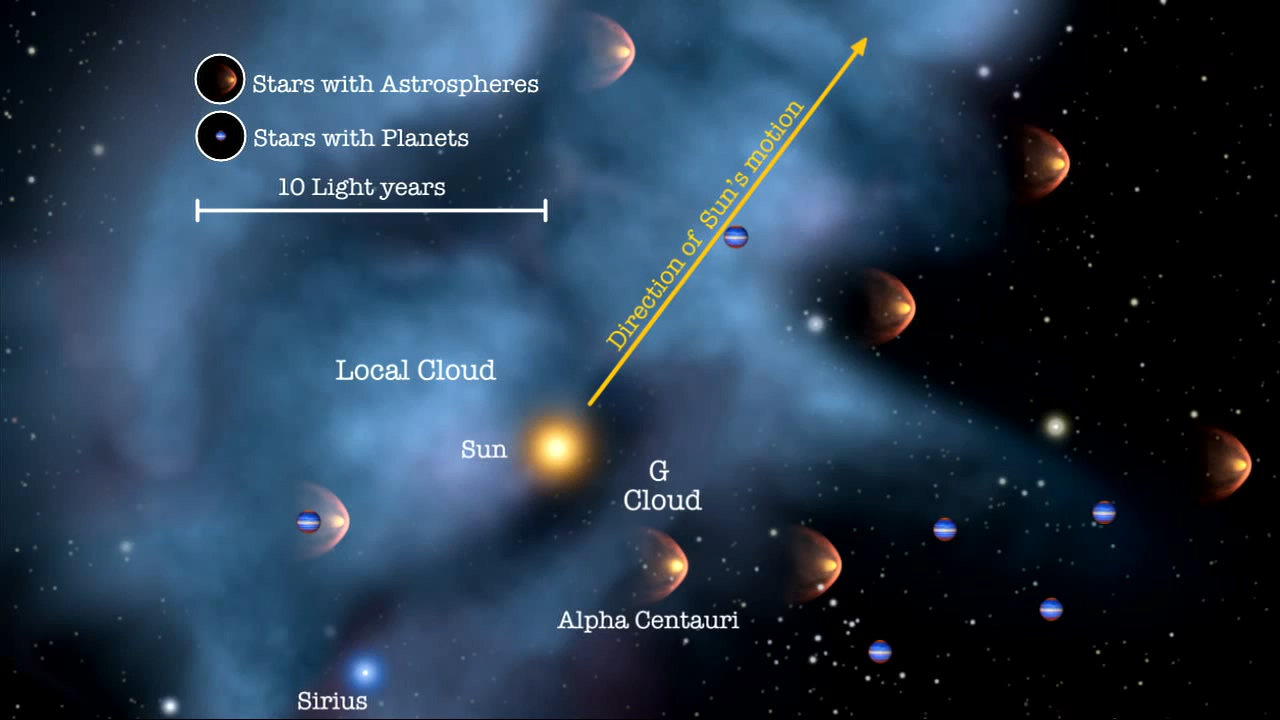 Stars with Astrospheres
Stars with Planets
10 Light years
Direction of Sun's motion
Local Cloud
Sun
G
Cloud
Alpha Centauri
Sirius